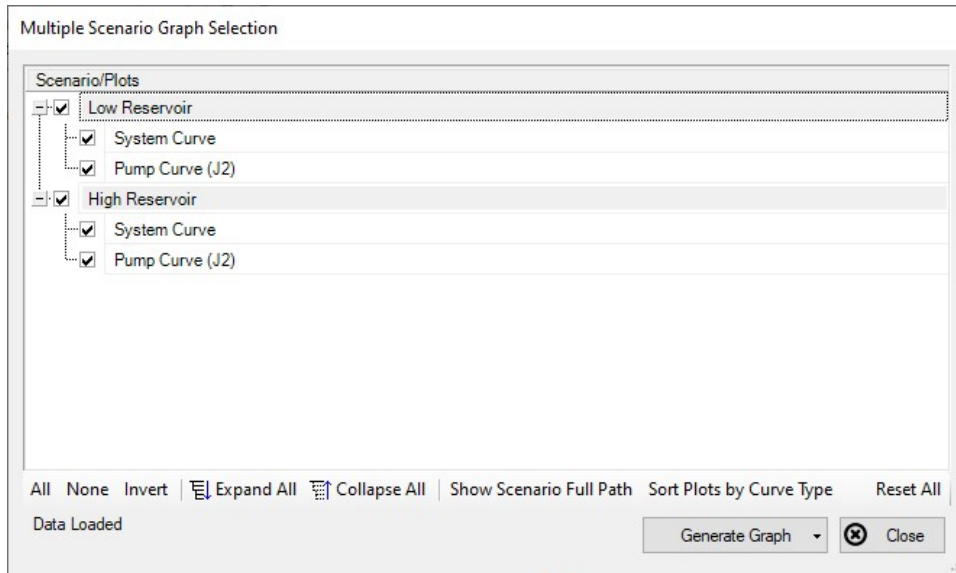 Multiple Scenario Graph Selection
Scenario/Plots
Low Reservoir
System Curve
Pump Curve (J2)
High Reservoir
System Curve
Pump Curve (J2)
All None Invert Expand All Collapse All Show Scenario Full Path Sort Plots by Curve Type Reset All
Data Loaded Generate Graph Close